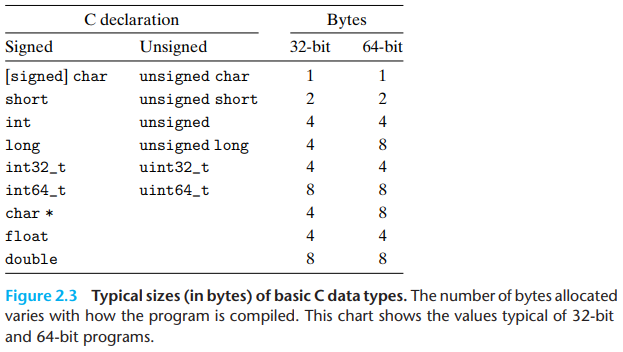 C declaration Bytes
Signed Unsigned 32-bit 64-bit
[signed] char unsigned char 1 1
short unsigned short 2 2
int unsigned 4 4
long unsigned long 4 8
int32_t uint32_t 4 4
int64_t uint64_t 8 8
char * 4 8
float 4 4
double 8 8
Figure 2.3 Typical sizes (in bytes) of basic C data types. The number of bytes allocated
varies with how the program is compiled. This chart shows the values typical of 32-bit
and 64-bit programs.